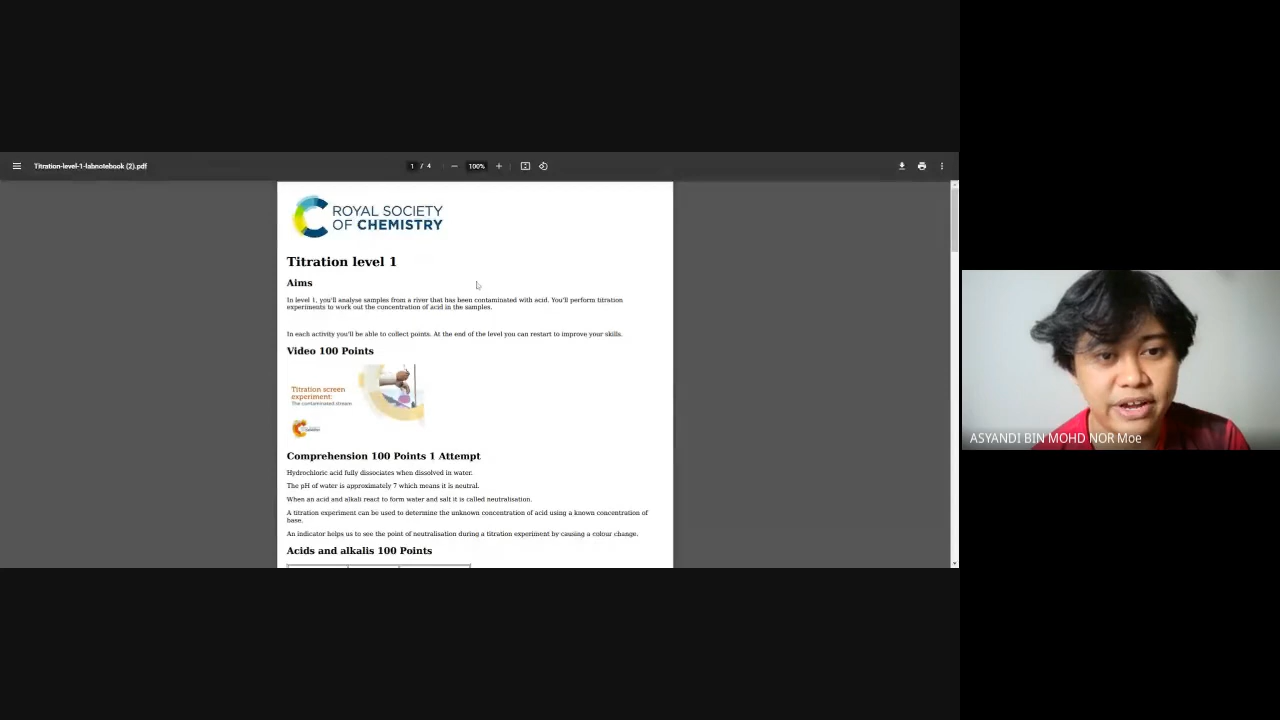 Titration-level-1-labnotebook (2).pdf
1 / 4
100%
ROYAL SOCIETY
OF CHEMISTRY
Titration level 1
Aims
In level 1, you'll analyse samples from a river that has been contaminated with acid. You'll perform titration
experiments to work out the concentration of acid in the samples.
In each activity you'll be able to collect points. At the end of the level you can restart to improve your skills.
Video 100 Points
Titration screen
experiment:
The contaminated stream
Comprehension 100 Points 1 Attempt
Hydrochloric acid fully dissociates when dissolved in water.
The pH of water is approximately 7 which means it is neutral.
When an acid and alkali react to form water and salt it is called neutralisation.
A titration experiment can be used to determine the unknown concentration of acid using a known concentration of
base.
An indicator helps us to see the point of neutralisation during a titration experiment by causing a colour change.
Acids and alkalis 100 Points
ASYANDI BIN MOHD NOR Moe